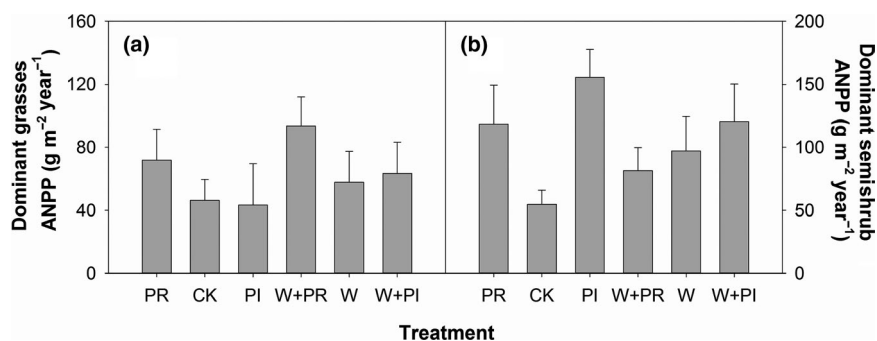 Dominant grasses
ANPP (g m⁻² year⁻¹)
160
120
80
40
0
(a)
(b)
200
150
100
50
0
Dominant semishrub
ANPP (g m⁻² year⁻¹)
PR CK PI W+PR W W+PI
PR CK PI W+PR W W+PI
Treatment